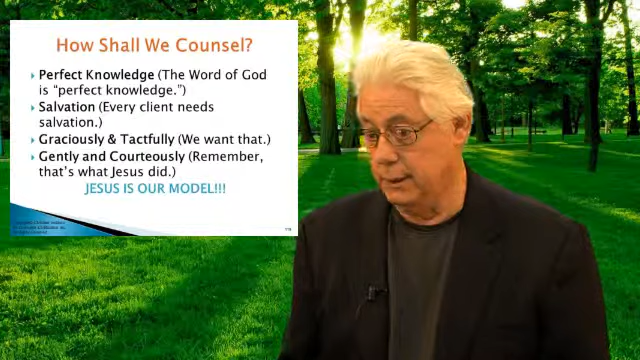 How Shall We Counsel?
Perfect Knowledge (The Word of God
is “perfect knowledge.”)
Salvation (Every client needs
salvation.)
Graciously & Tactfully (We want that.)
Gently and Courteously (Remember,
that's what Jesus did.)
JESUS IS OUR MODEL!!!